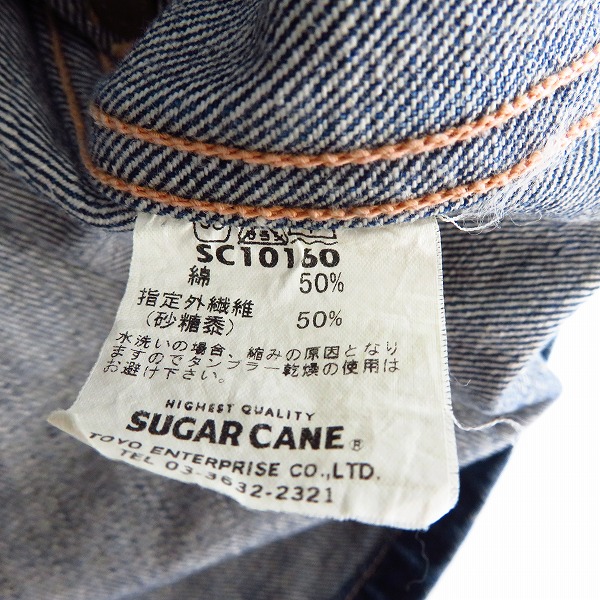 SC10160
綿 50%
指定外繊維
(砂糖黍) 50%
水洗いの場合、縮みの原因となり
ますのでタンブラー乾燥の使用は
お避け下さい。
HIGHEST QUALITY
SUGAR CANE ®
TOYO ENTERPRISE CO.,LTD.
TEL 03-3632-2321